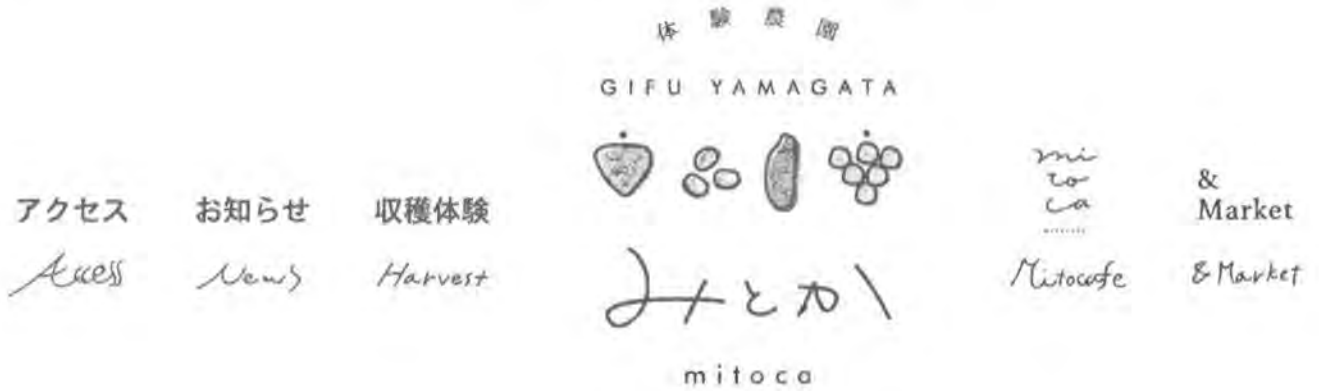 アクセス
Access
お知らせ
News
収穫体験
Harvest
体験農園
GIFU YAMAGATA
みとか
mitoca
mi
to
ca
Mitocafe
&
Market
& Market